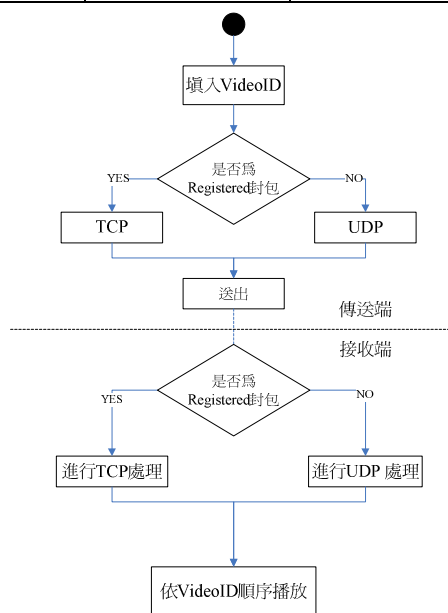 填入VideoID
是否為
Registered封包
YES
NO
TCP
UDP
送出
傳送端
接收端
是否為
Registered封包
YES
NO
進行TCP處理
進行UDP 處理
依VideoID順序播放